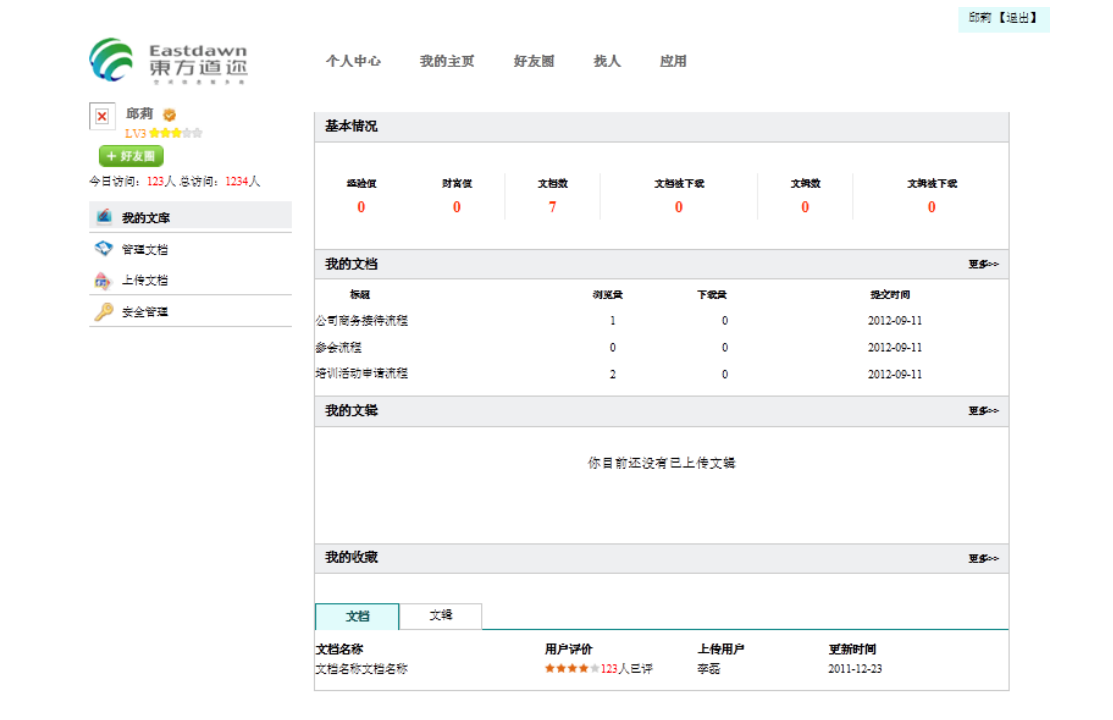 邱莉【退出】
Eastdawn
東方道迩
个人中心 我的主页 好友圈 找人 应用
邱莉
LV3
+ 好友圈
今日访问：123人 总访问：1234人
我的文库
管理文档
上传文档
安全管理
基本情况
经验值 财富值 文档数 文档被下载 文辑数 文辑被下载
0 0 7 0 0 0
我的文档 更多>>
标题 浏览量 下载量 提交时间
公司商务接待流程 1 0 2012-09-11
参会流程 0 0 2012-09-11
培训活动申请流程 2 0 2012-09-11
我的文辑 更多>>
你目前还没有已上传文辑
我的收藏 更多>>
文档 文辑
文档名称 用户评价 上传用户 更新时间
文档名称文档名称 ★★★★★123人已评 李磊 2011-12-23